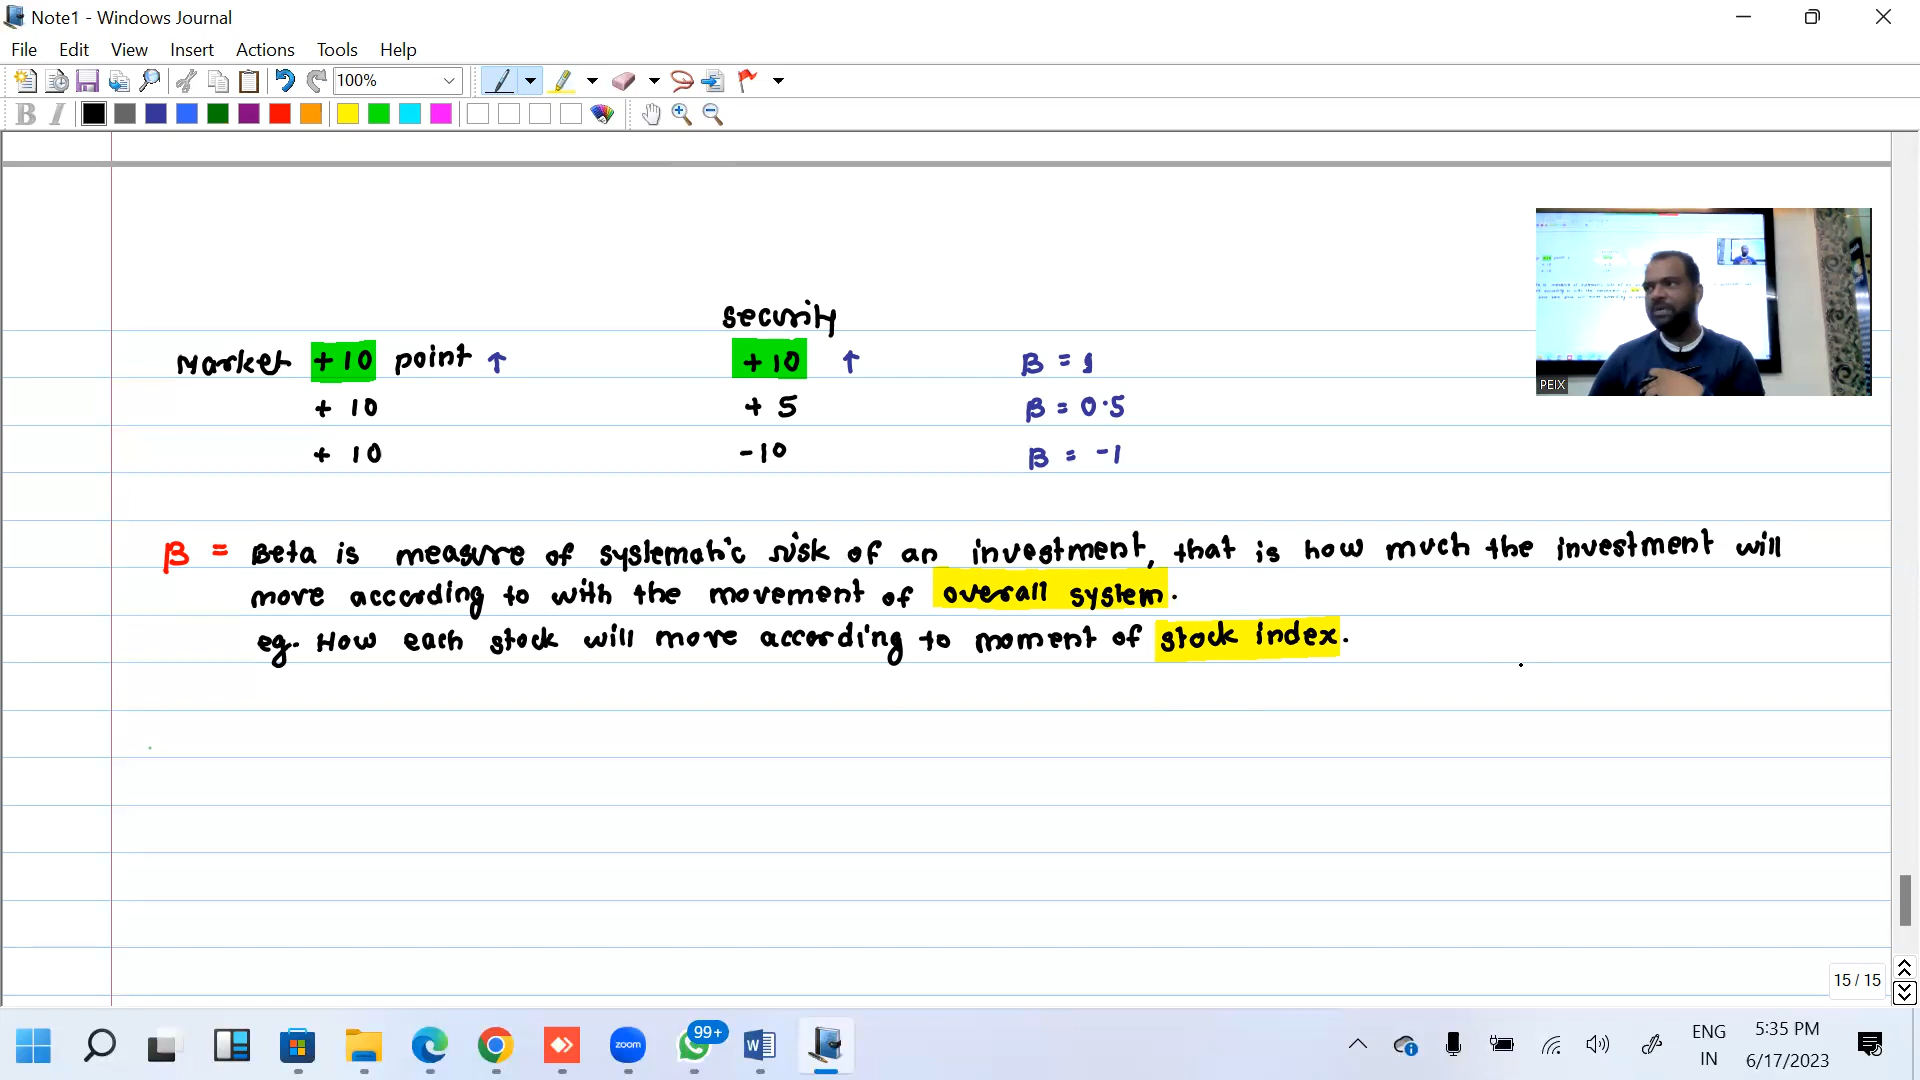 Note1 - Windows Journal
File Edit View Insert Actions Tools Help
100%
B I
security
Market +10 point ↑ +10 ↑ β = 1
+ 10 + 5 β = 0.5
+ 10 -10 β = -1
PEIX
β = Beta is measure of systematic risk of an investment, that is how much the investment will
more according to with the movement of overall system.
eg. How each stock will more according to moment of stock index.
15 / 15
99+
zoom
ENG
IN
5:35 PM
6/17/2023